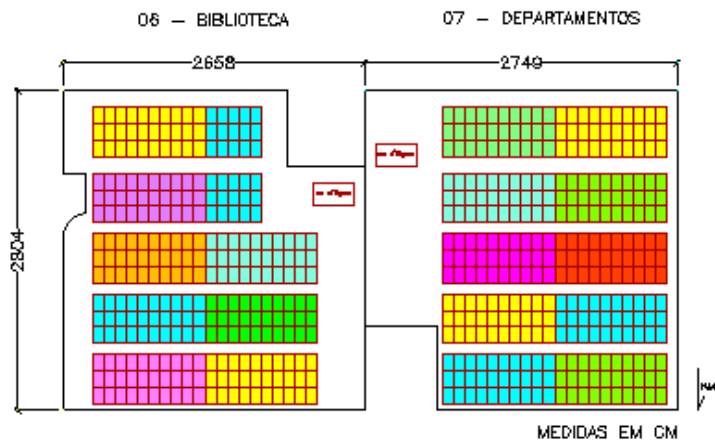 06 - BIBLIOTECA
07 - DEPARTAMENTOS
2658
2749
2804
MEDIDAS EM CM